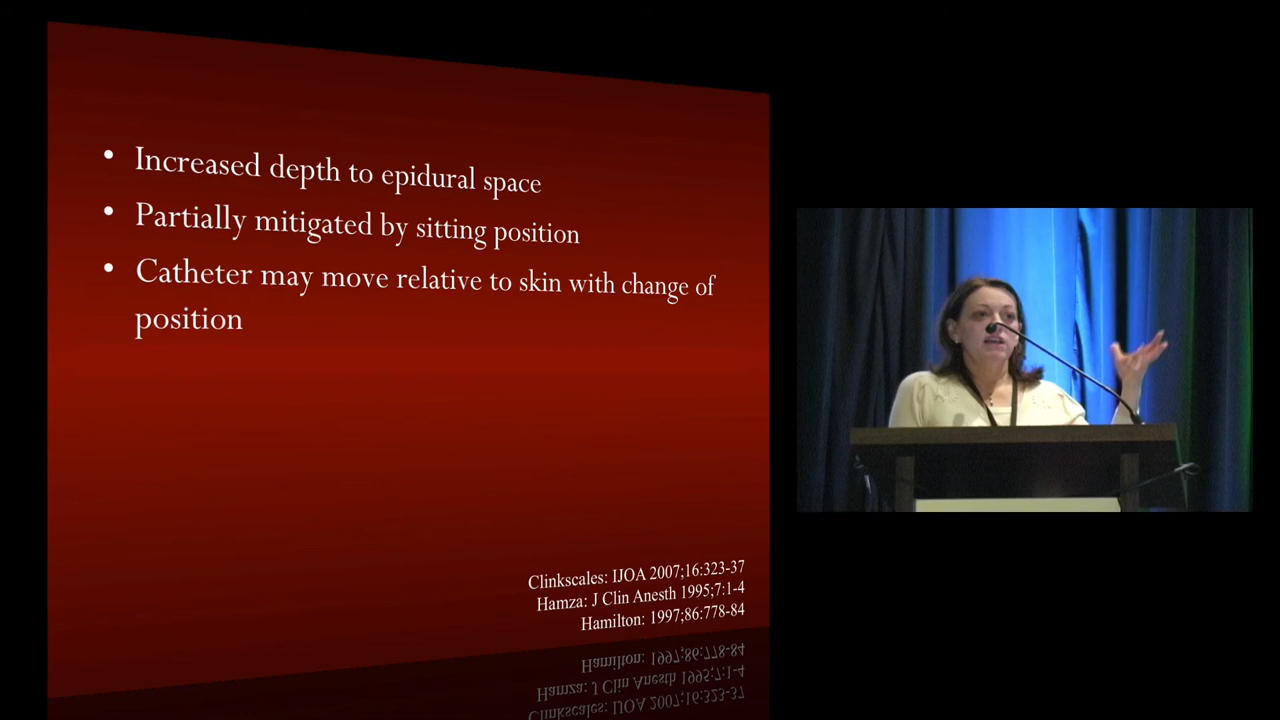 • Increased depth to epidural space
• Partially mitigated by sitting position
• Catheter may move relative to skin with change of
position
Clinkscales: IJOA 2007;16:323-37
Hamza: J Clin Anesth 1995;7:1-4
Hamilton: 1997;86:778-84